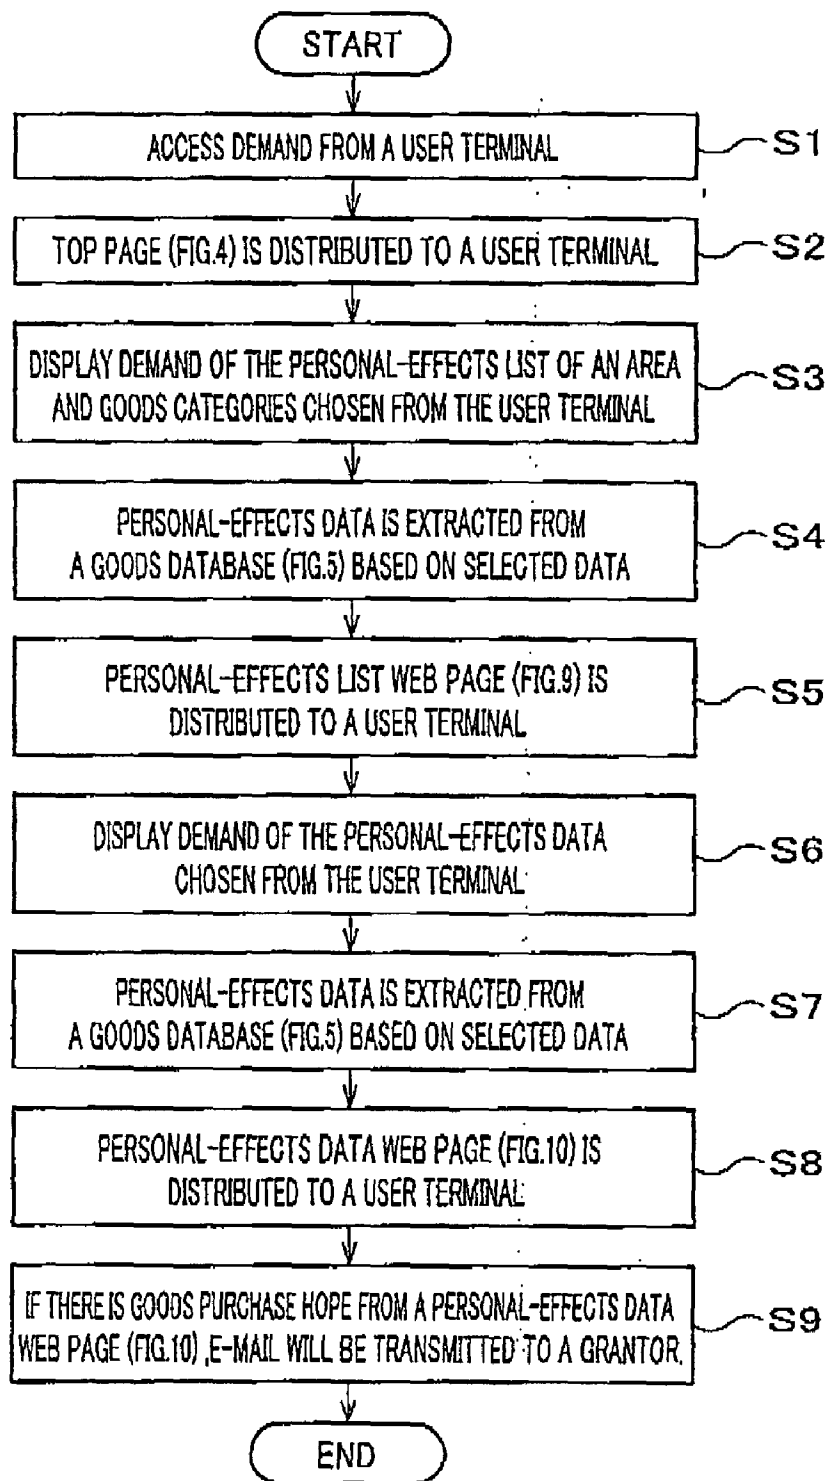 START
ACCESS DEMAND FROM A USER TERMINAL
S1
TOP PAGE (FIG.4) IS DISTRIBUTED TO A USER TERMINAL
S2
DISPLAY DEMAND OF THE PERSONAL-EFFECTS LIST OF AN AREA
AND GOODS CATEGORIES CHOSEN FROM THE USER TERMINAL
S3
PERSONAL-EFFECTS DATA IS EXTRACTED FROM
A GOODS DATABASE (FIG.5) BASED ON SELECTED DATA
S4
PERSONAL-EFFECTS LIST WEB PAGE (FIG.9) IS
DISTRIBUTED TO A USER TERMINAL
S5
DISPLAY DEMAND OF THE PERSONAL-EFFECTS DATA
CHOSEN FROM THE USER TERMINAL
S6
PERSONAL-EFFECTS DATA IS EXTRACTED FROM
A GOODS DATABASE (FIG.5) BASED ON SELECTED DATA
S7
PERSONAL-EFFECTS DATA WEB PAGE (FIG.10) IS
DISTRIBUTED TO A USER TERMINAL
S8
IF THERE IS GOODS PURCHASE HOPE FROM A PERSONAL-EFFECTS DATA
WEB PAGE (FIG.10) ,E-MAIL WILL BE TRANSMITTED TO A GRANTOR.
S9
END